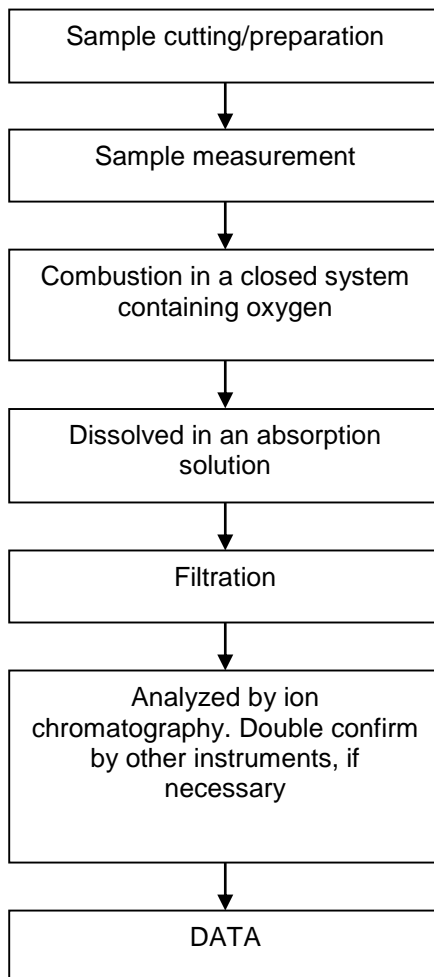 Sample cutting/preparation
Sample measurement
Combustion in a closed system
containing oxygen
Dissolved in an absorption
solution
Filtration
Analyzed by ion
chromatography. Double confirm
by other instruments, if
necessary
DATA